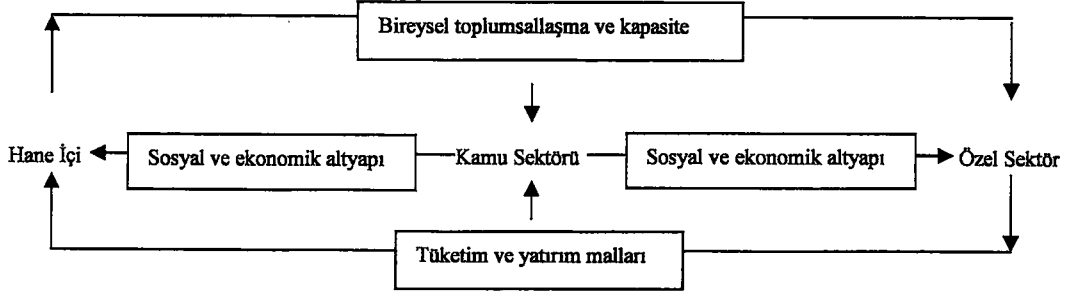 Bireysel toplumsallaşma ve kapasite
Hane İçi
Sosyal ve ekonomik altyapı
Kamu Sektörü
Sosyal ve ekonomik altyapı
Özel Sektör
Tüketim ve yatırım malları